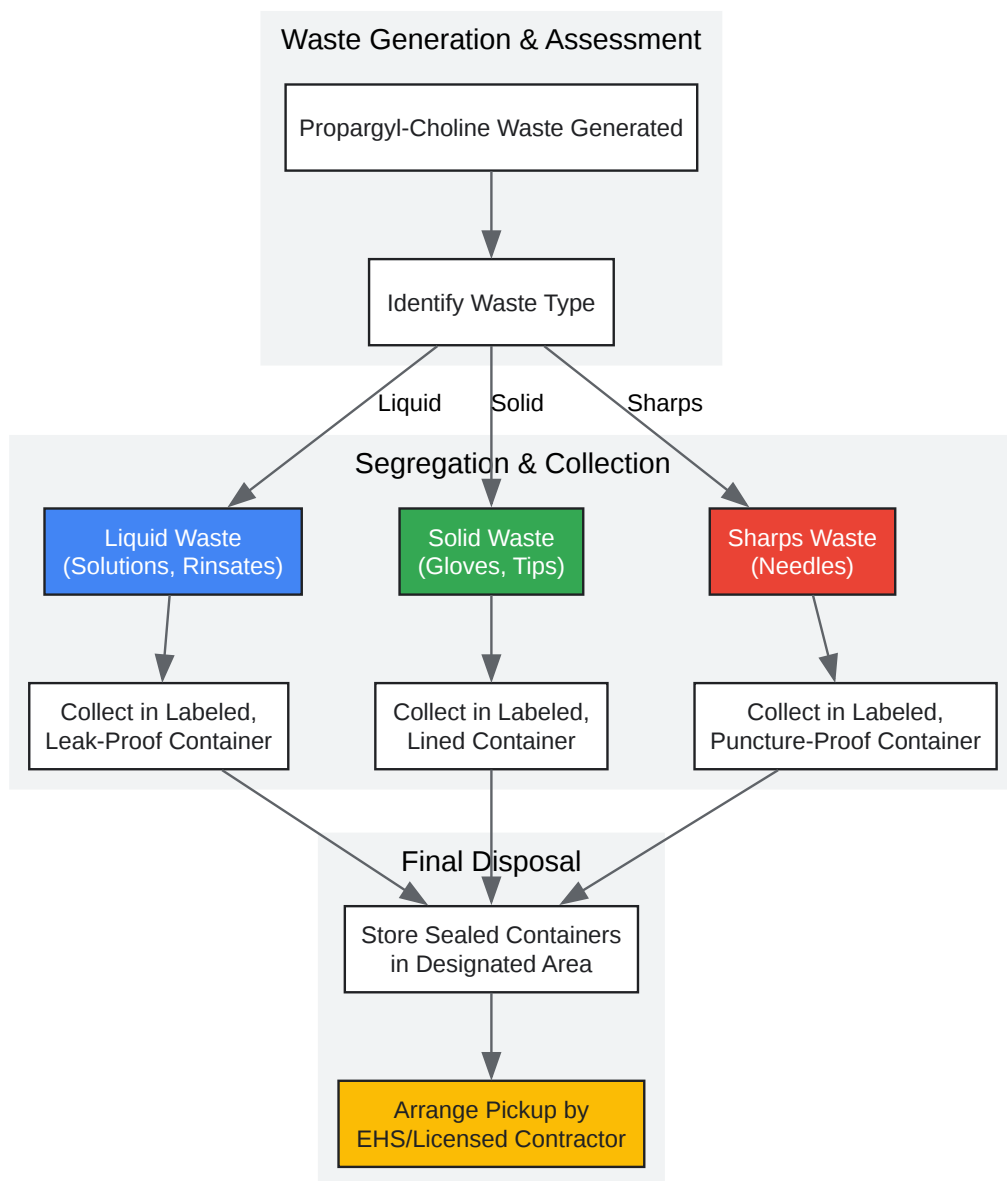 Waste Generation & Assessment
Propargyl-Choline Waste Generated
Identify Waste Type
Liquid
Solid
Sharps
Segregation & Collection
Liquid Waste
(Solutions, Rinsates)
Solid Waste
(Gloves, Tips)
Sharps Waste
(Needles)
Collect in Labeled,
Leak-Proof Container
Collect in Labeled,
Lined Container
Collect in Labeled,
Puncture-Proof Container
Final Disposal
Store Sealed Containers
in Designated Area
Arrange Pickup by
EHS/Licensed Contractor